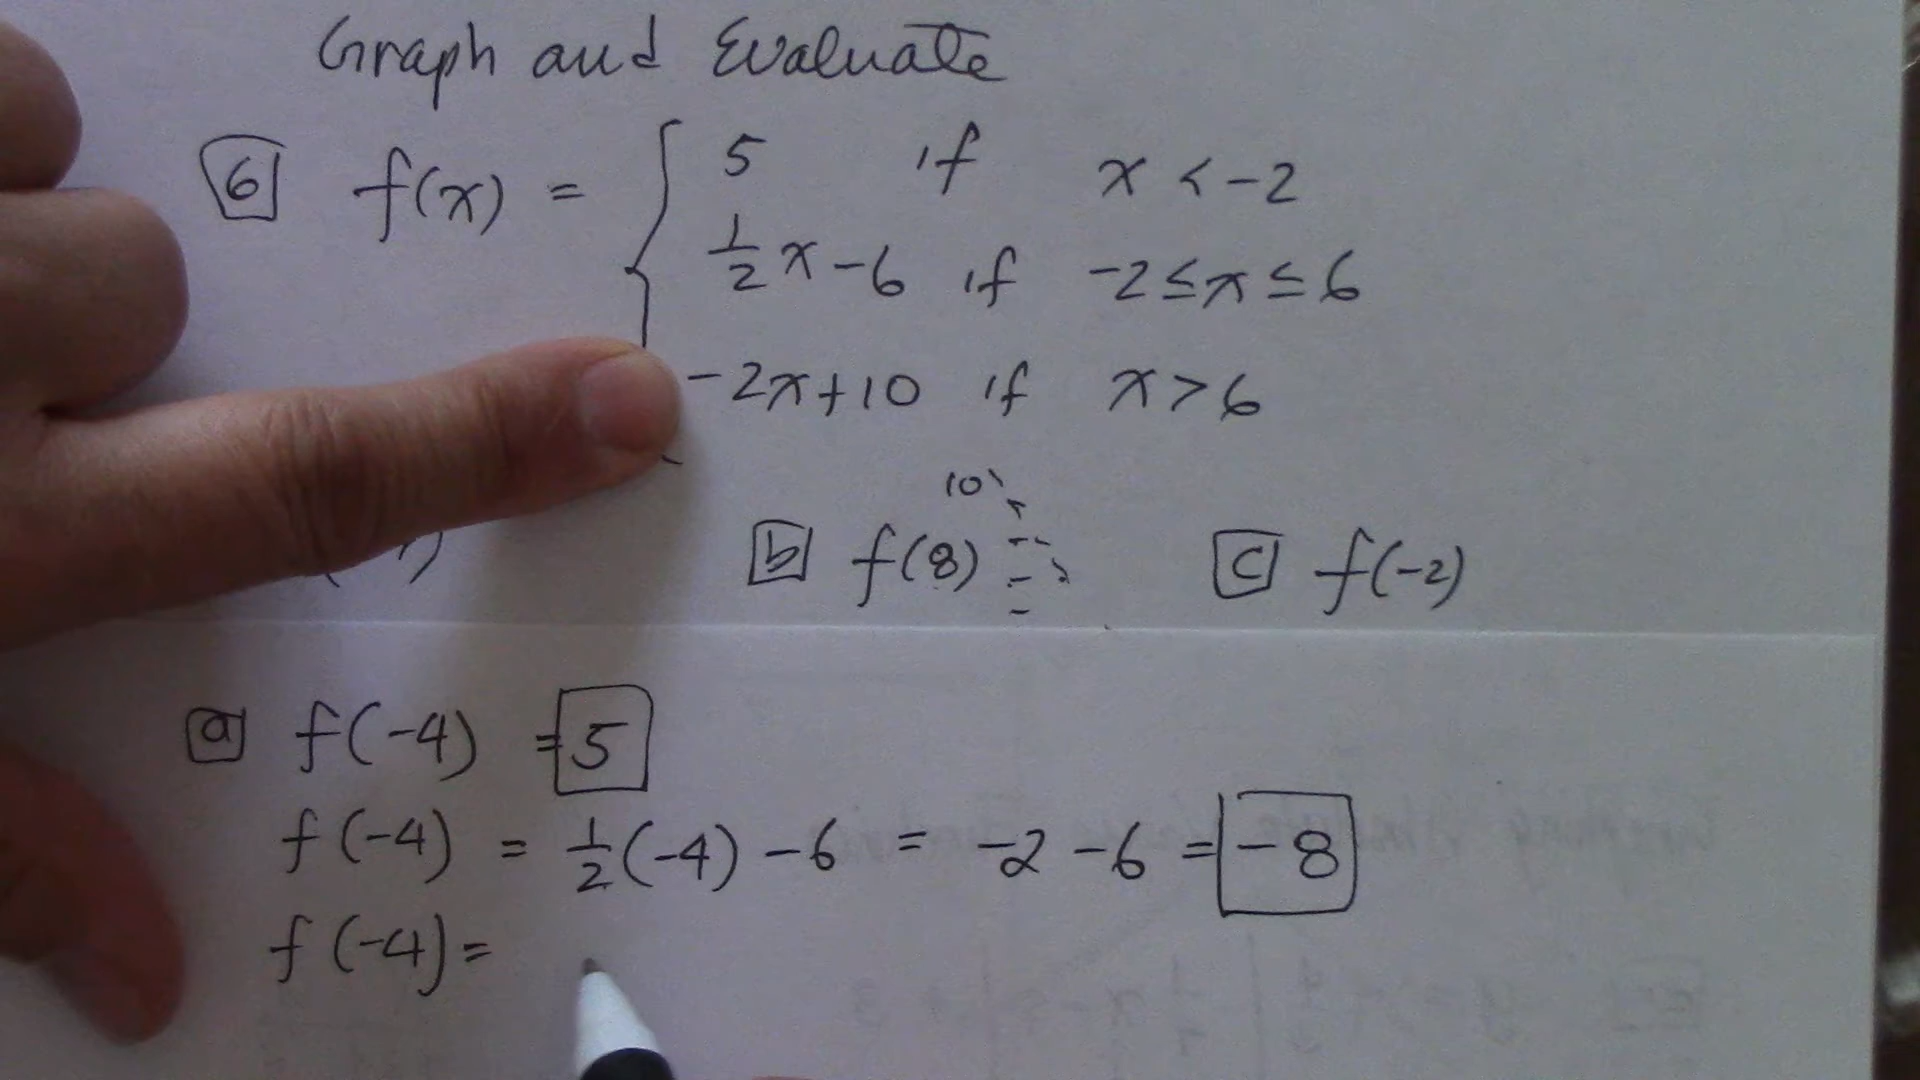 Graph and Evaluate
6 f(x) = { 5 if x < -2
1/2 x - 6 if -2 ≤ x ≤ 6
-2x + 10 if x > 6
10
b f(8) c f(-2)
a f(-4) = 5
f(-4) = 1/2 (-4) - 6 = -2 - 6 = -8
f(-4) =